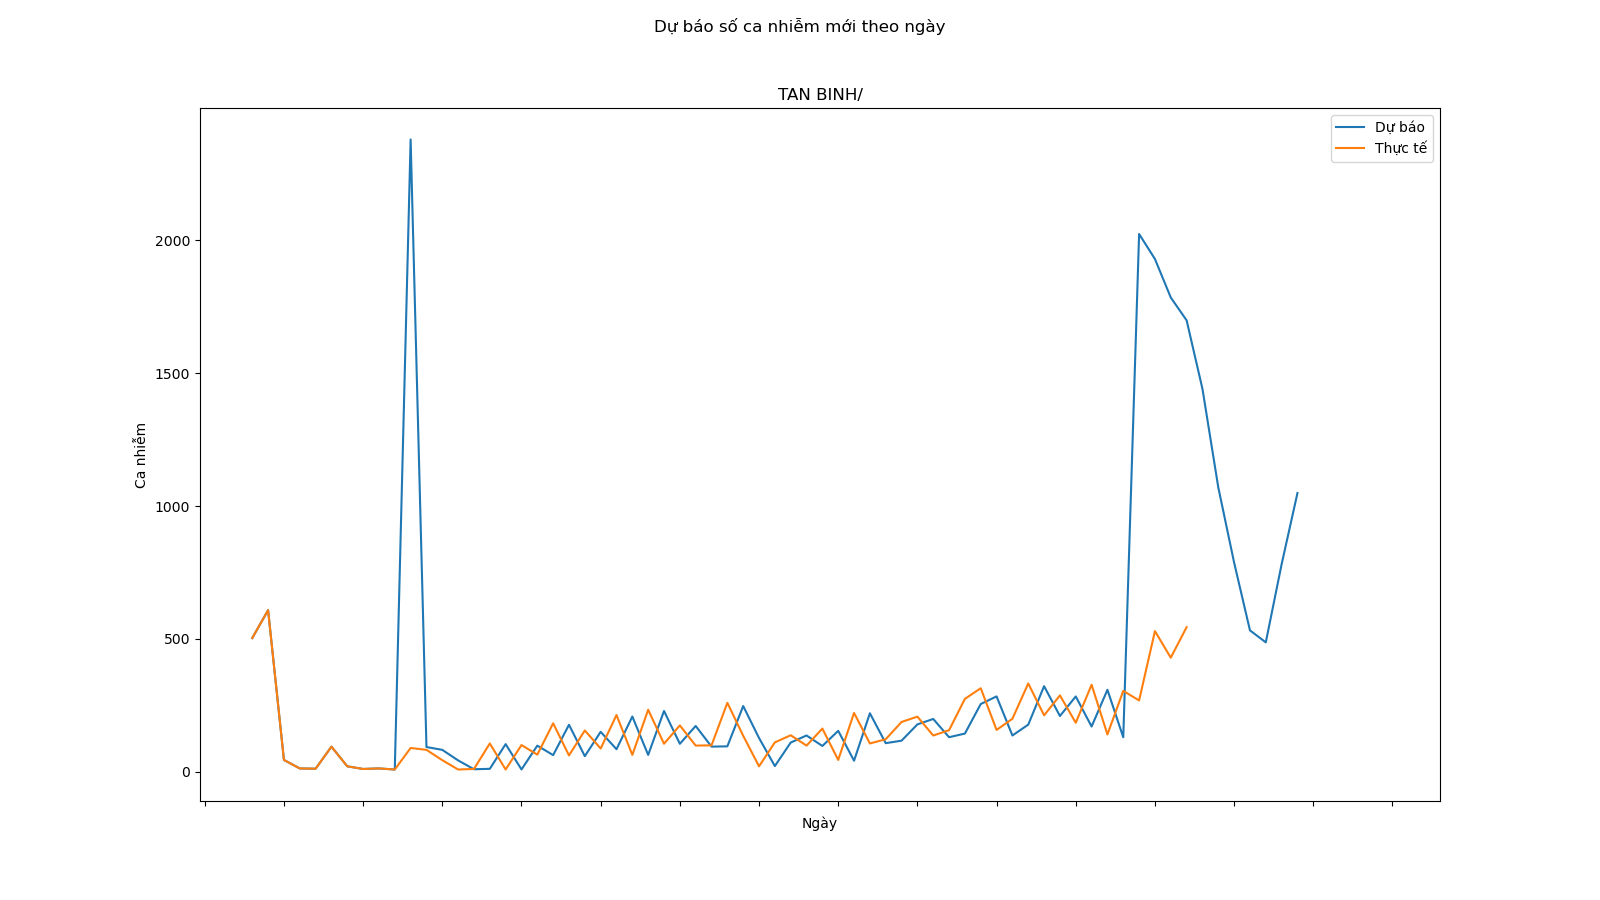 Dự báo số ca nhiễm mới theo ngày
TAN BINH/
Dự báo
Thực tế
2000
1500
1000
500
0
Ca nhiễm
Ngày